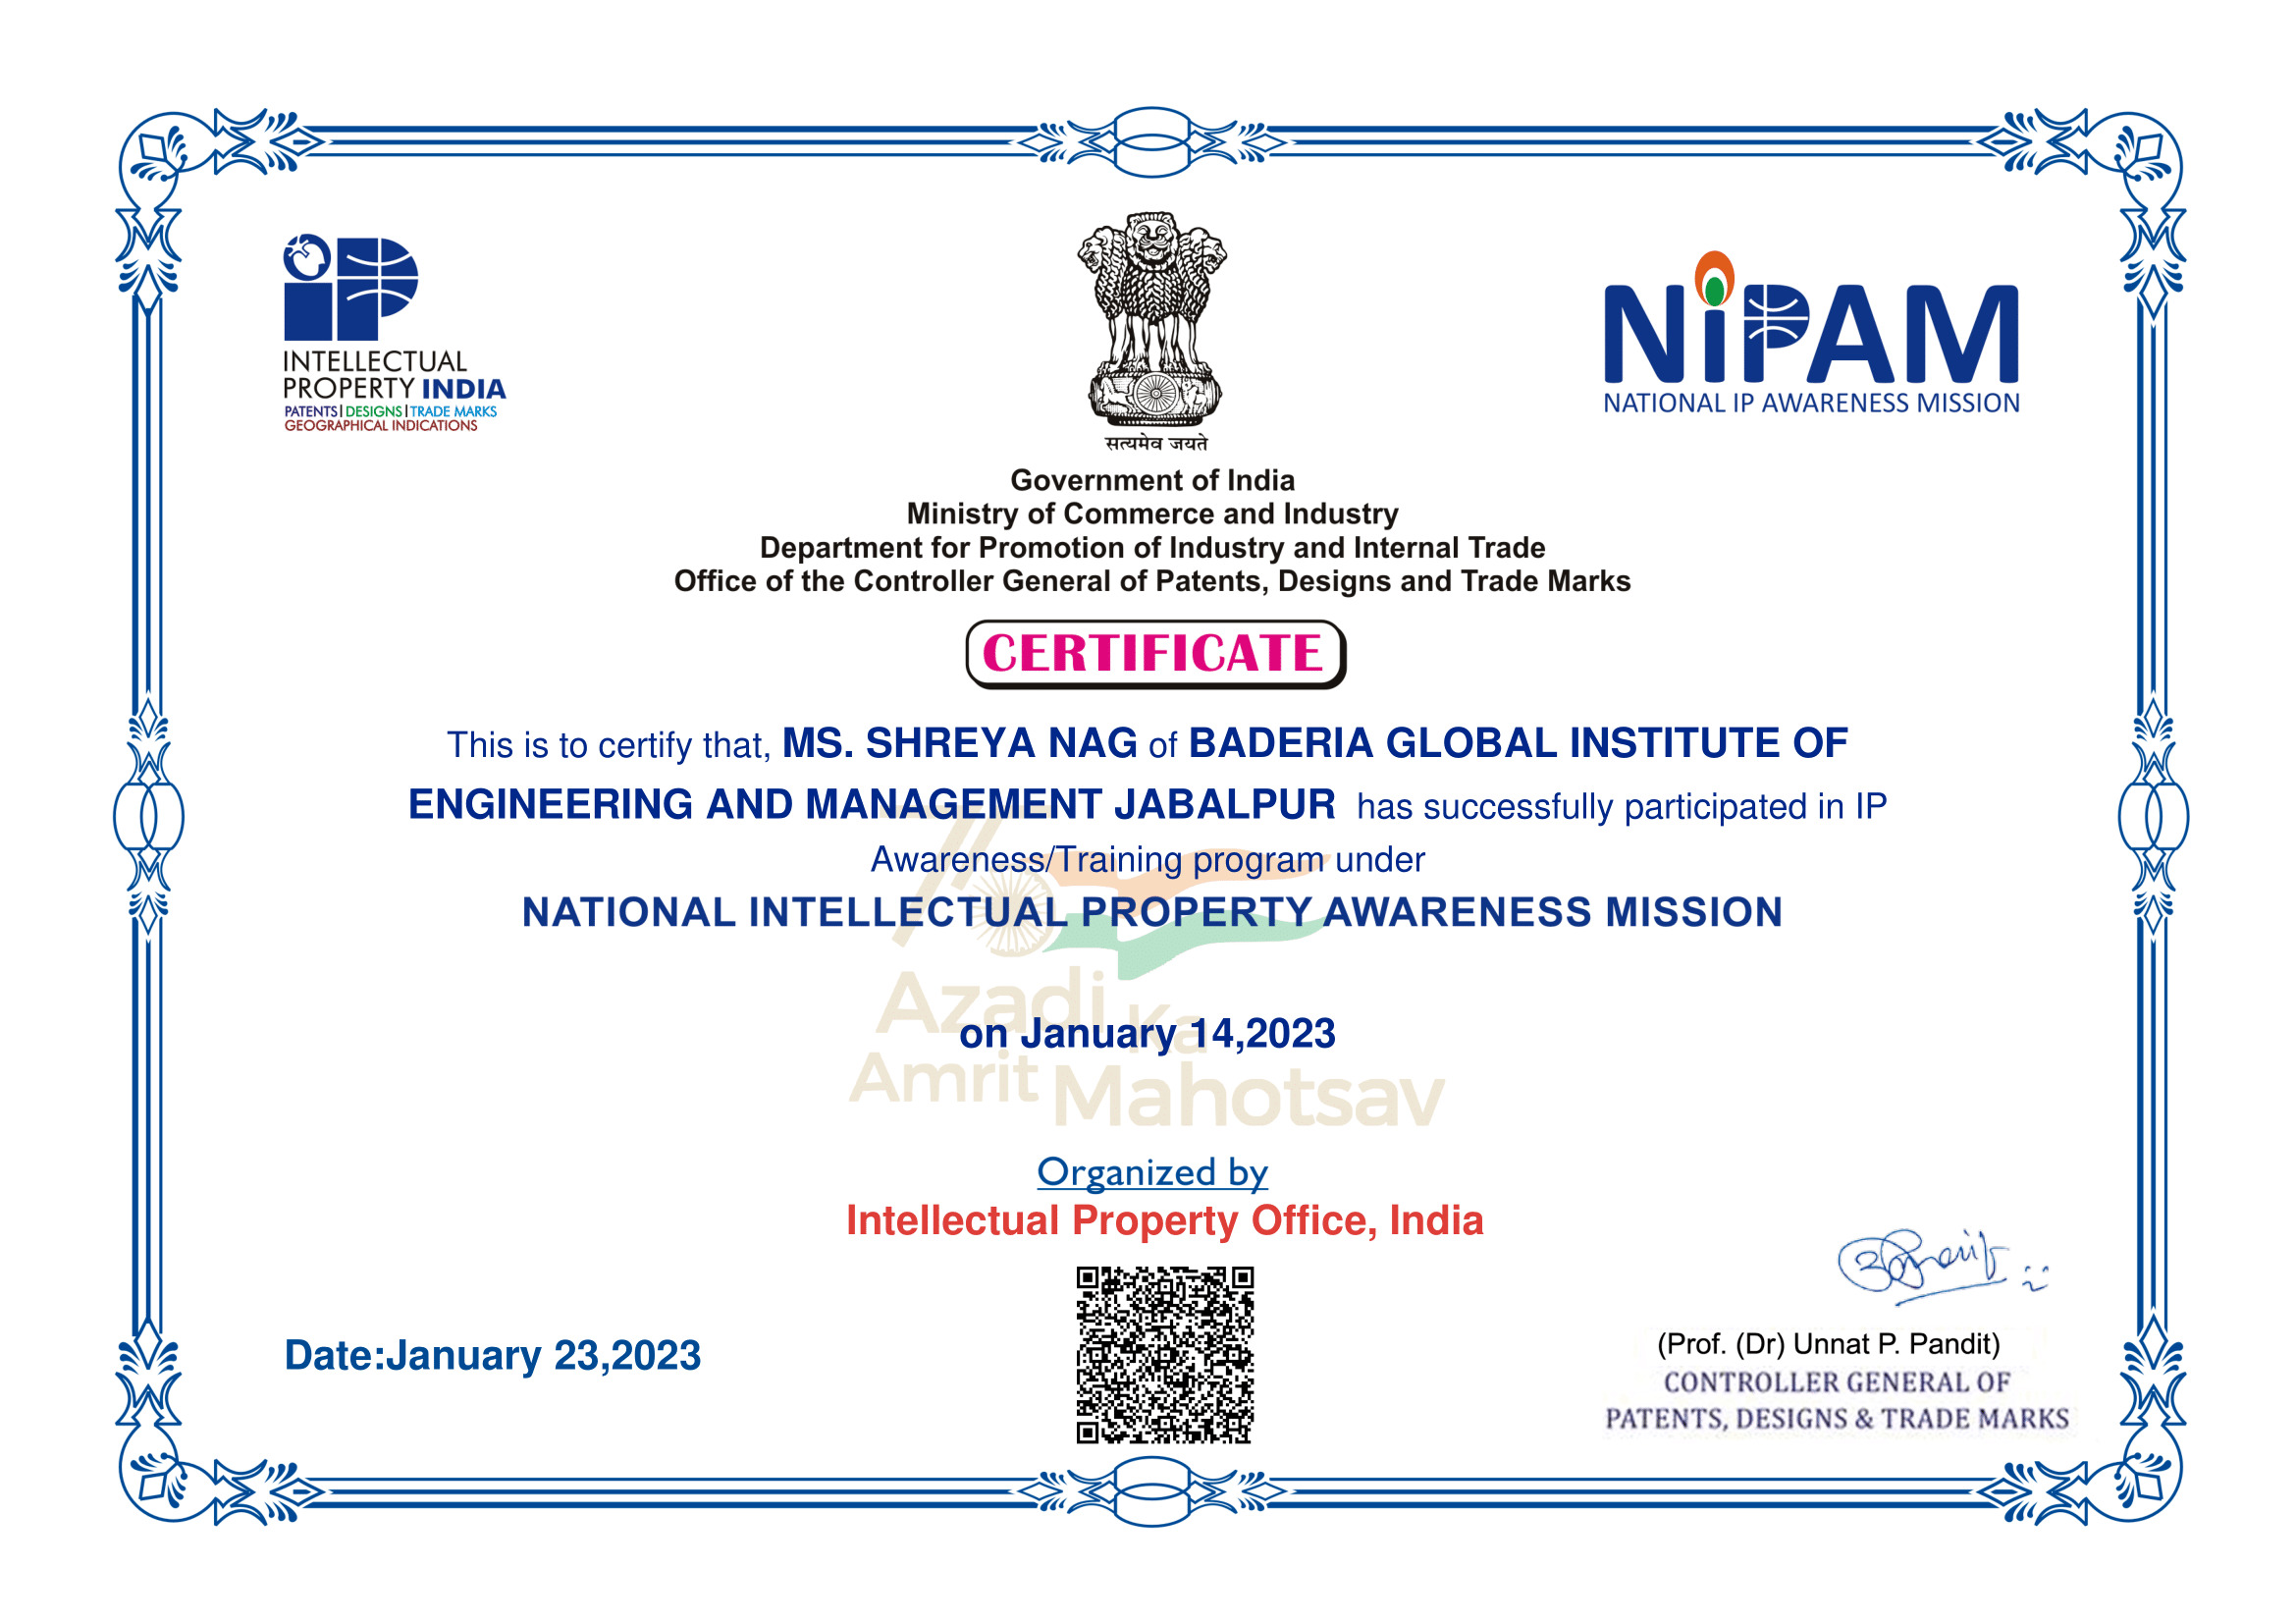 INTELLECTUAL
PROPERTY INDIA
PATENTS | DESIGNS | TRADE MARKS
GEOGRAPHICAL INDICATIONS
सत्यमेव जयते
NiPAM
NATIONAL IP AWARENESS MISSION
Government of India
Ministry of Commerce and Industry
Department for Promotion of Industry and Internal Trade
Office of the Controller General of Patents, Designs and Trade Marks
CERTIFICATE
This is to certify that, MS. SHREYA NAG of BADERIA GLOBAL INSTITUTE OF
ENGINEERING AND MANAGEMENT JABALPUR has successfully participated in IP
Awareness/Training program under
NATIONAL INTELLECTUAL PROPERTY AWARENESS MISSION
on January 14,2023
Azadi Ka
Amrit Mahotsav
Organized by
Intellectual Property Office, India
Date:January 23,2023
(Prof. (Dr) Unnat P. Pandit)
CONTROLLER GENERAL OF
PATENTS, DESIGNS & TRADE MARKS